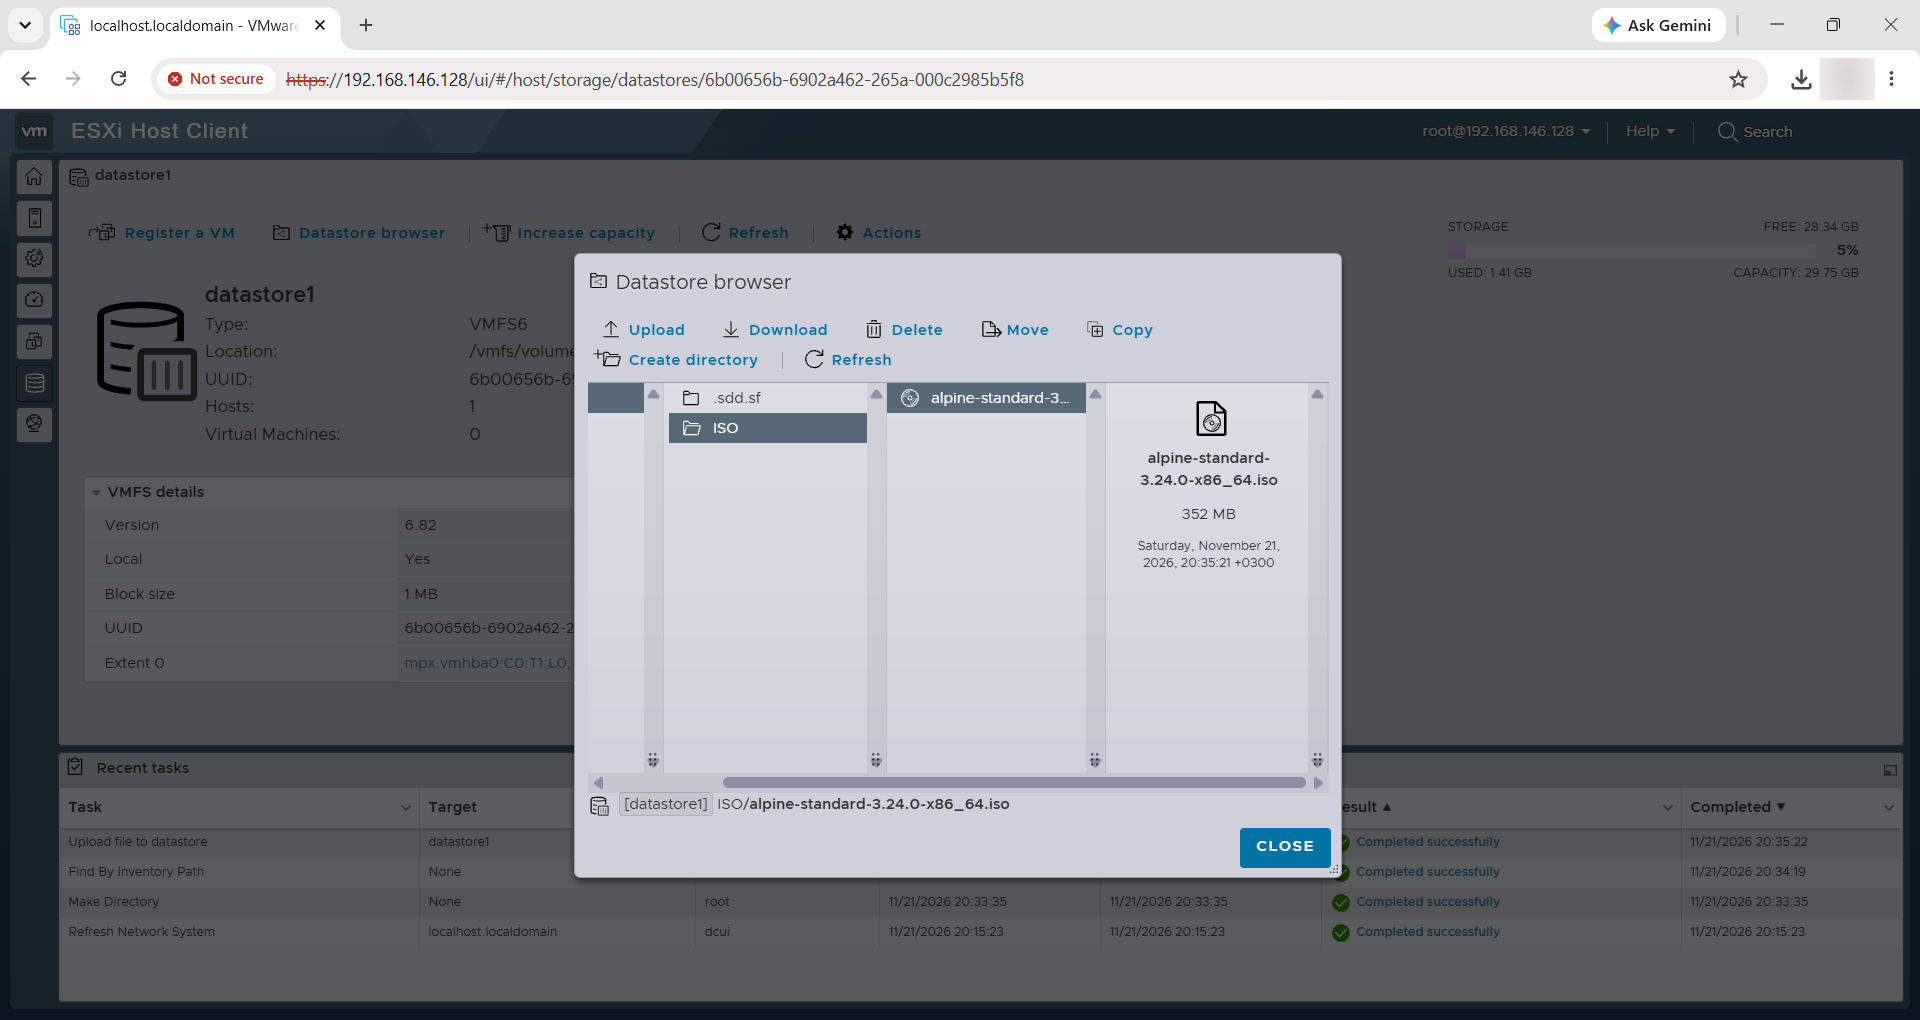 localhost.localdomain - VMware
Ask Gemini
Not secure
https://192.168.146.128/ui/#/host/storage/datastores/6b00656b-6902a462-265a-000c2985b5f8
vm
ESXi Host Client
root@192.168.146.128
Help
Search
datastore1
Register a VM
Datastore browser
Increase capacity
Refresh
Actions
STORAGE
FREE: 28.34 GB
5%
USED: 1.41 GB
CAPACITY: 29.75 GB
datastore1
Type:
VMFS6
Location:
/vmfs/volume
UUID:
6b00656b-6
Hosts:
1
Virtual Machines:
0
VMFS details
Version
6.82
Local
Yes
Block size
1 MB
UUID
6b00656b-6902a462-2
Extent 0
mpx.vmhba0:C0:T1:L0,
Datastore browser
Upload
Download
Delete
Move
Copy
Create directory
Refresh
.sdd.sf
ISO
alpine-standard-3...
alpine-standard-
3.24.0-x86_64.iso
352 MB
Saturday, November 21,
2026, 20:35:21 +0300
[datastore1] ISO/alpine-standard-3.24.0-x86_64.iso
CLOSE
Recent tasks
Task
Target
esult
Completed
Upload file to datastore
datastore1
Completed successfully
11/21/2026 20:35:22
Find By Inventory Path
None
Completed successfully
11/21/2026 20:34:19
Make Directory
None
root
11/21/2026 20:33:35
11/21/2026 20:33:35
Completed successfully
11/21/2026 20:33:35
Refresh Network System
localhost.localdomain
dcui
11/21/2026 20:15:23
11/21/2026 20:15:23
Completed successfully
11/21/2026 20:15:23